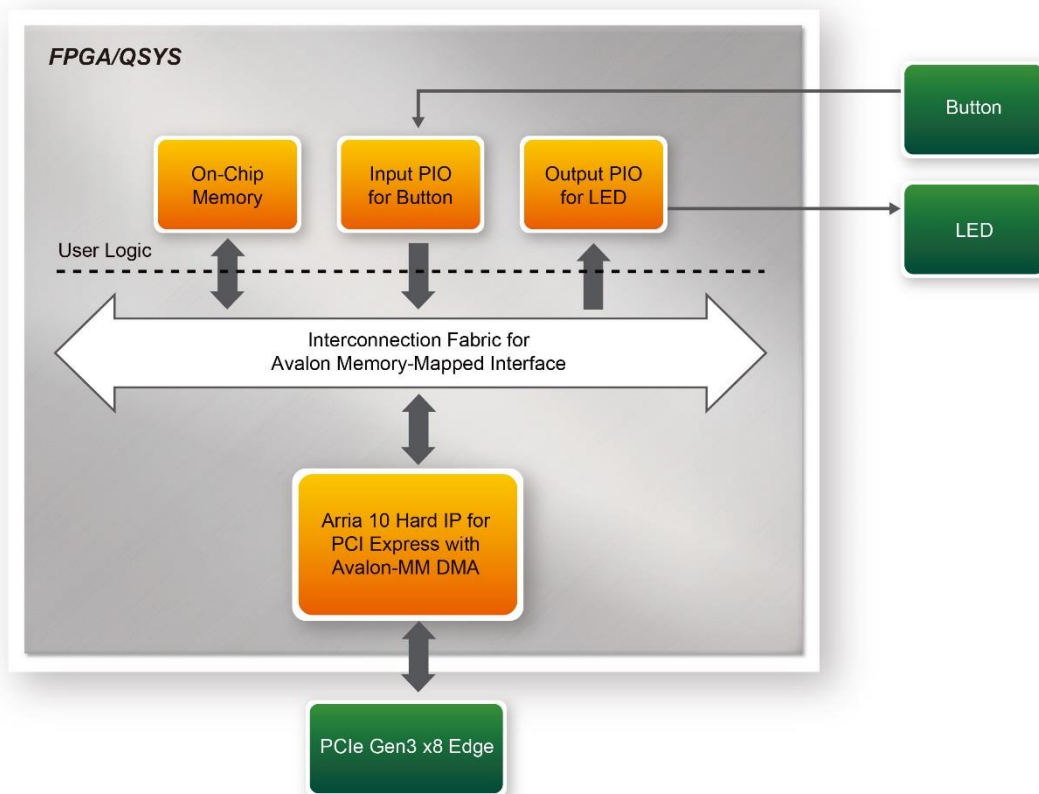 FPGA/QSYS
Button
On-Chip
Memory
Input PIO
for Button
Output PIO
for LED
LED
User Logic
Interconnection Fabric for
Avalon Memory-Mapped Interface
Arria 10 Hard IP for
PCI Express with
Avalon-MM DMA
PCIe Gen3 x8 Edge